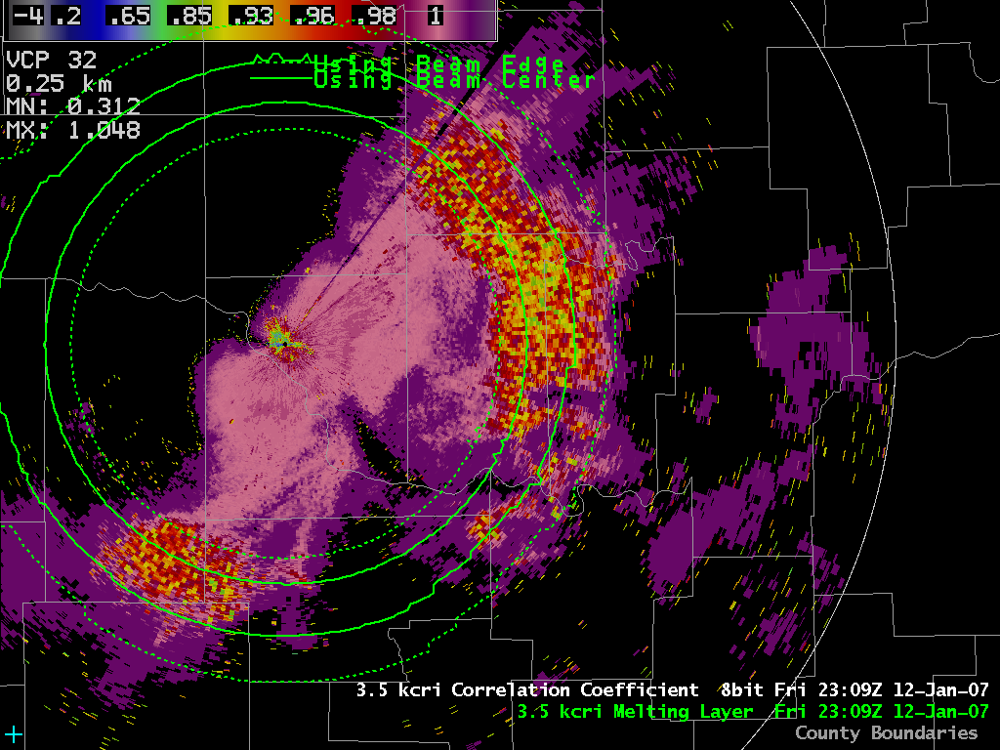 -4 .2 .65 .85 .93 .96 .98 1
VCP 32
0.25 km
MN: 0.312
MX: 1.048
Using Beam Edge
Using Beam Center
3.5 kcri Correlation Coefficient 8bit Fri 23:09Z 12-Jan-07
3.5 kcri Melting Layer Fri 23:09Z 12-Jan-07
County Boundaries